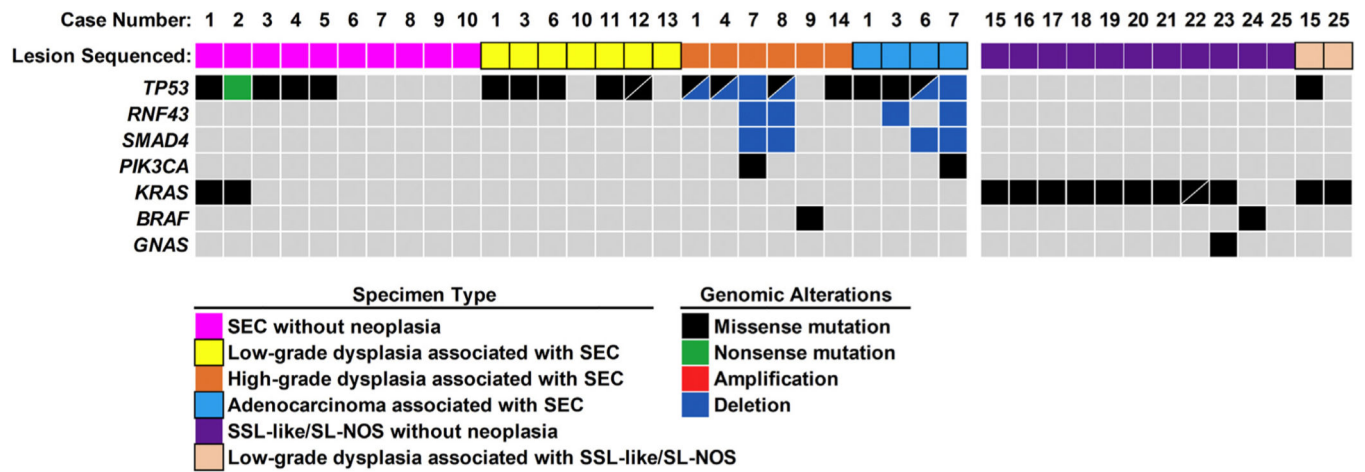 Case Number: 1 2 3 4 5 6 7 8 9 10 1 3 6 10 11 12 13 1 4 7 8 9 14 1 3 6 7 15 16 17 18 19 20 21 22 23 24 25 15 25
Lesion Sequenced:
TP53
RNF43
SMAD4
PIK3CA
KRAS
BRAF
GNAS
Specimen Type
SEC without neoplasia
Low-grade dysplasia associated with SEC
High-grade dysplasia associated with SEC
Adenocarcinoma associated with SEC
SSL-like/SL-NOS without neoplasia
Low-grade dysplasia associated with SSL-like/SL-NOS
Genomic Alterations
Missense mutation
Nonsense mutation
Amplification
Deletion